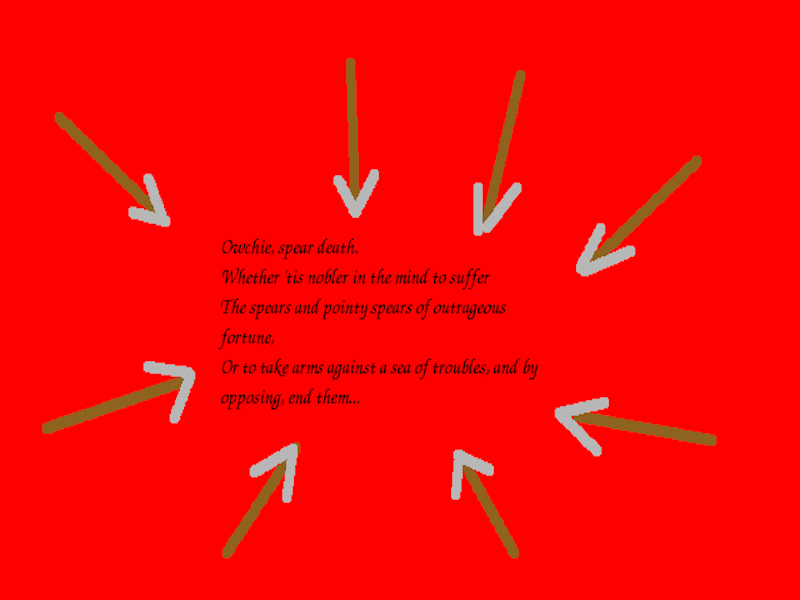 Owchie, spear death.
Whether 'tis nobler in the mind to suffer
The spears and pointy spears of outrageous
fortune,
Or to take arms against a sea of troubles, and by
opposing, end them...